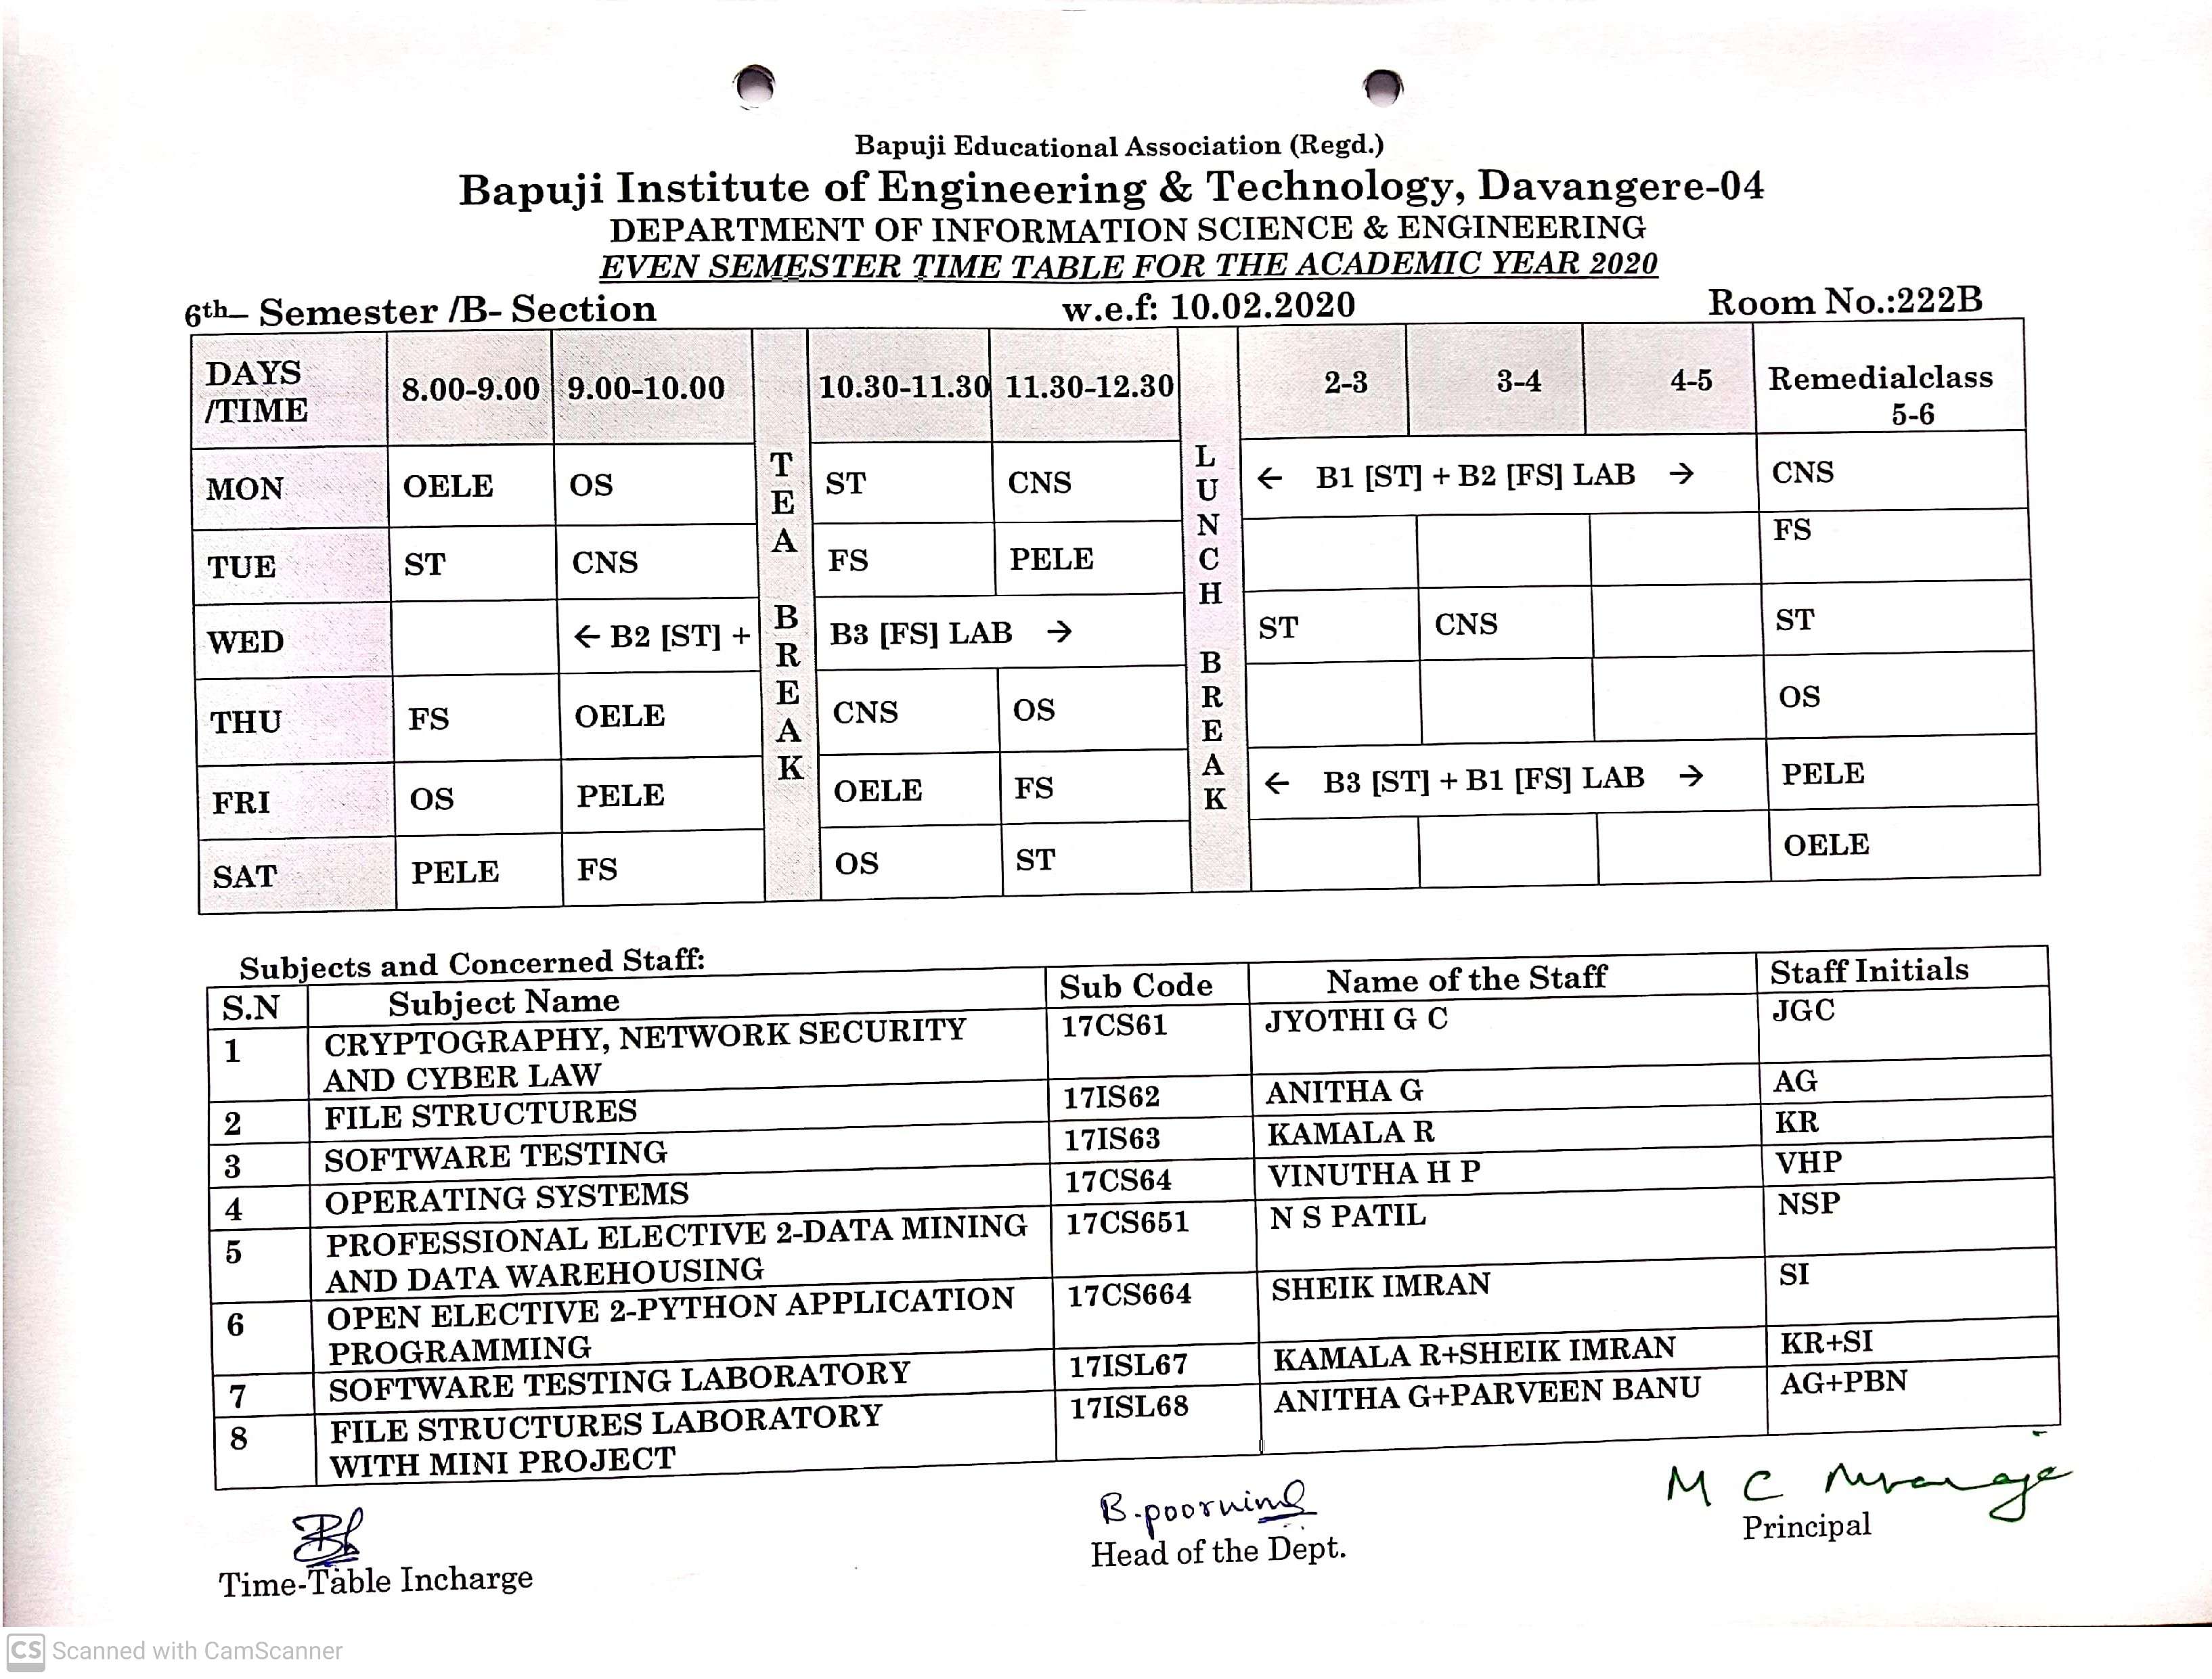 Bapuji Educational Association (Regd.)
Bapuji Institute of Engineering & Technology, Davangere-04
DEPARTMENT OF INFORMATION SCIENCE & ENGINEERING
EVEN SEMESTER TIME TABLE FOR THE ACADEMIC YEAR 2020
6th– Semester /B- Section w.e.f: 10.02.2020 Room No.:222B
DAYS /TIME 8.00-9.00 9.00-10.00 TEA BREAK 10.30-11.30 11.30-12.30 LUNCH BREAK 2-3 3-4 4-5 Remedialclass 5-6
MON OELE OS ST CNS ← B1 [ST] + B2 [FS] LAB → CNS
TUE ST CNS FS PELE FS
WED ← B2 [ST] + B3 [FS] LAB → ST CNS ST
THU FS OELE CNS OS OS
FRI OS PELE OELE FS ← B3 [ST] + B1 [FS] LAB → PELE
SAT PELE FS OS ST OELE
Subjects and Concerned Staff:
S.N Subject Name Sub Code Name of the Staff Staff Initials
1 CRYPTOGRAPHY, NETWORK SECURITY 17CS61 JYOTHI G C JGC
AND CYBER LAW
2 FILE STRUCTURES 17IS62 ANITHA G AG
3 SOFTWARE TESTING 17IS63 KAMALA R KR
4 OPERATING SYSTEMS 17CS64 VINUTHA H P VHP
5 PROFESSIONAL ELECTIVE 2-DATA MINING 17CS651 N S PATIL NSP
AND DATA WAREHOUSING
6 OPEN ELECTIVE 2-PYTHON APPLICATION 17CS664 SHEIK IMRAN SI
PROGRAMMING
7 SOFTWARE TESTING LABORATORY 17ISL67 KAMALA R+SHEIK IMRAN KR+SI
8 FILE STRUCTURES LABORATORY 17ISL68 ANITHA G+PARVEEN BANU AG+PBN
WITH MINI PROJECT
B.poornima M C
Time-Table Incharge Head of the Dept. Principal
CS Scanned with CamScanner